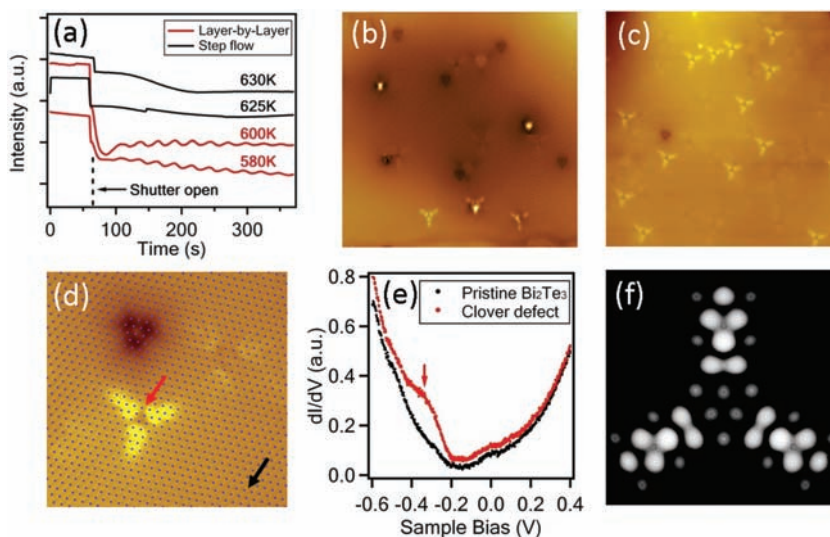 (a)
Layer-by-Layer
Step flow
630K
625K
600K
580K
Shutter open
Intensity (a.u.)
0 100 200 300
Time (s)
(b)
(c)
(d)
(e)
Pristine Bi₂Te₃
Clover defect
dI/dV (a.u.)
0.8
0.6
0.4
0.2
0.0
-0.6 -0.4 -0.2 0.0 0.2 0.4
Sample Bias (V)
(f)